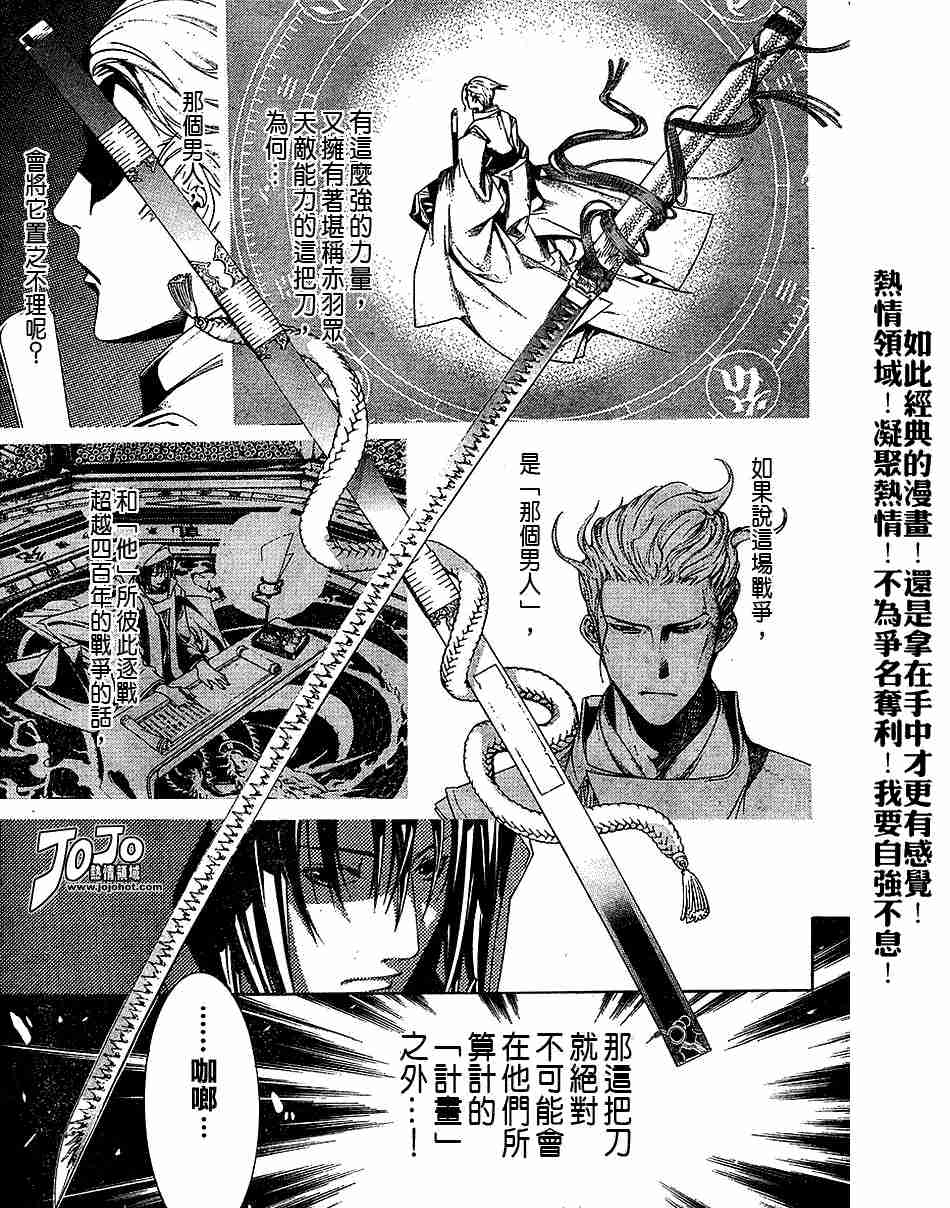 有這麼強的力量，
又擁有著堪稱赤羽眾
天敵能力的這把刀，
為何…
那個男人
會將它置之不理呢？
如果說這場戰爭，
是「那個男人」
和「他」所彼此逐戰
超越四百年的戰爭的話，
那這把刀
就絕對
不可能會
在他們所
算計的
「計畫」
之外…！
……咖啷…
JOJO
熱情領域
www.jojohot.com
如此經典的漫畫！還是拿在手中才更有感覺！
熱情領域！凝聚熱情！不為爭名奪利！我要自強不息！